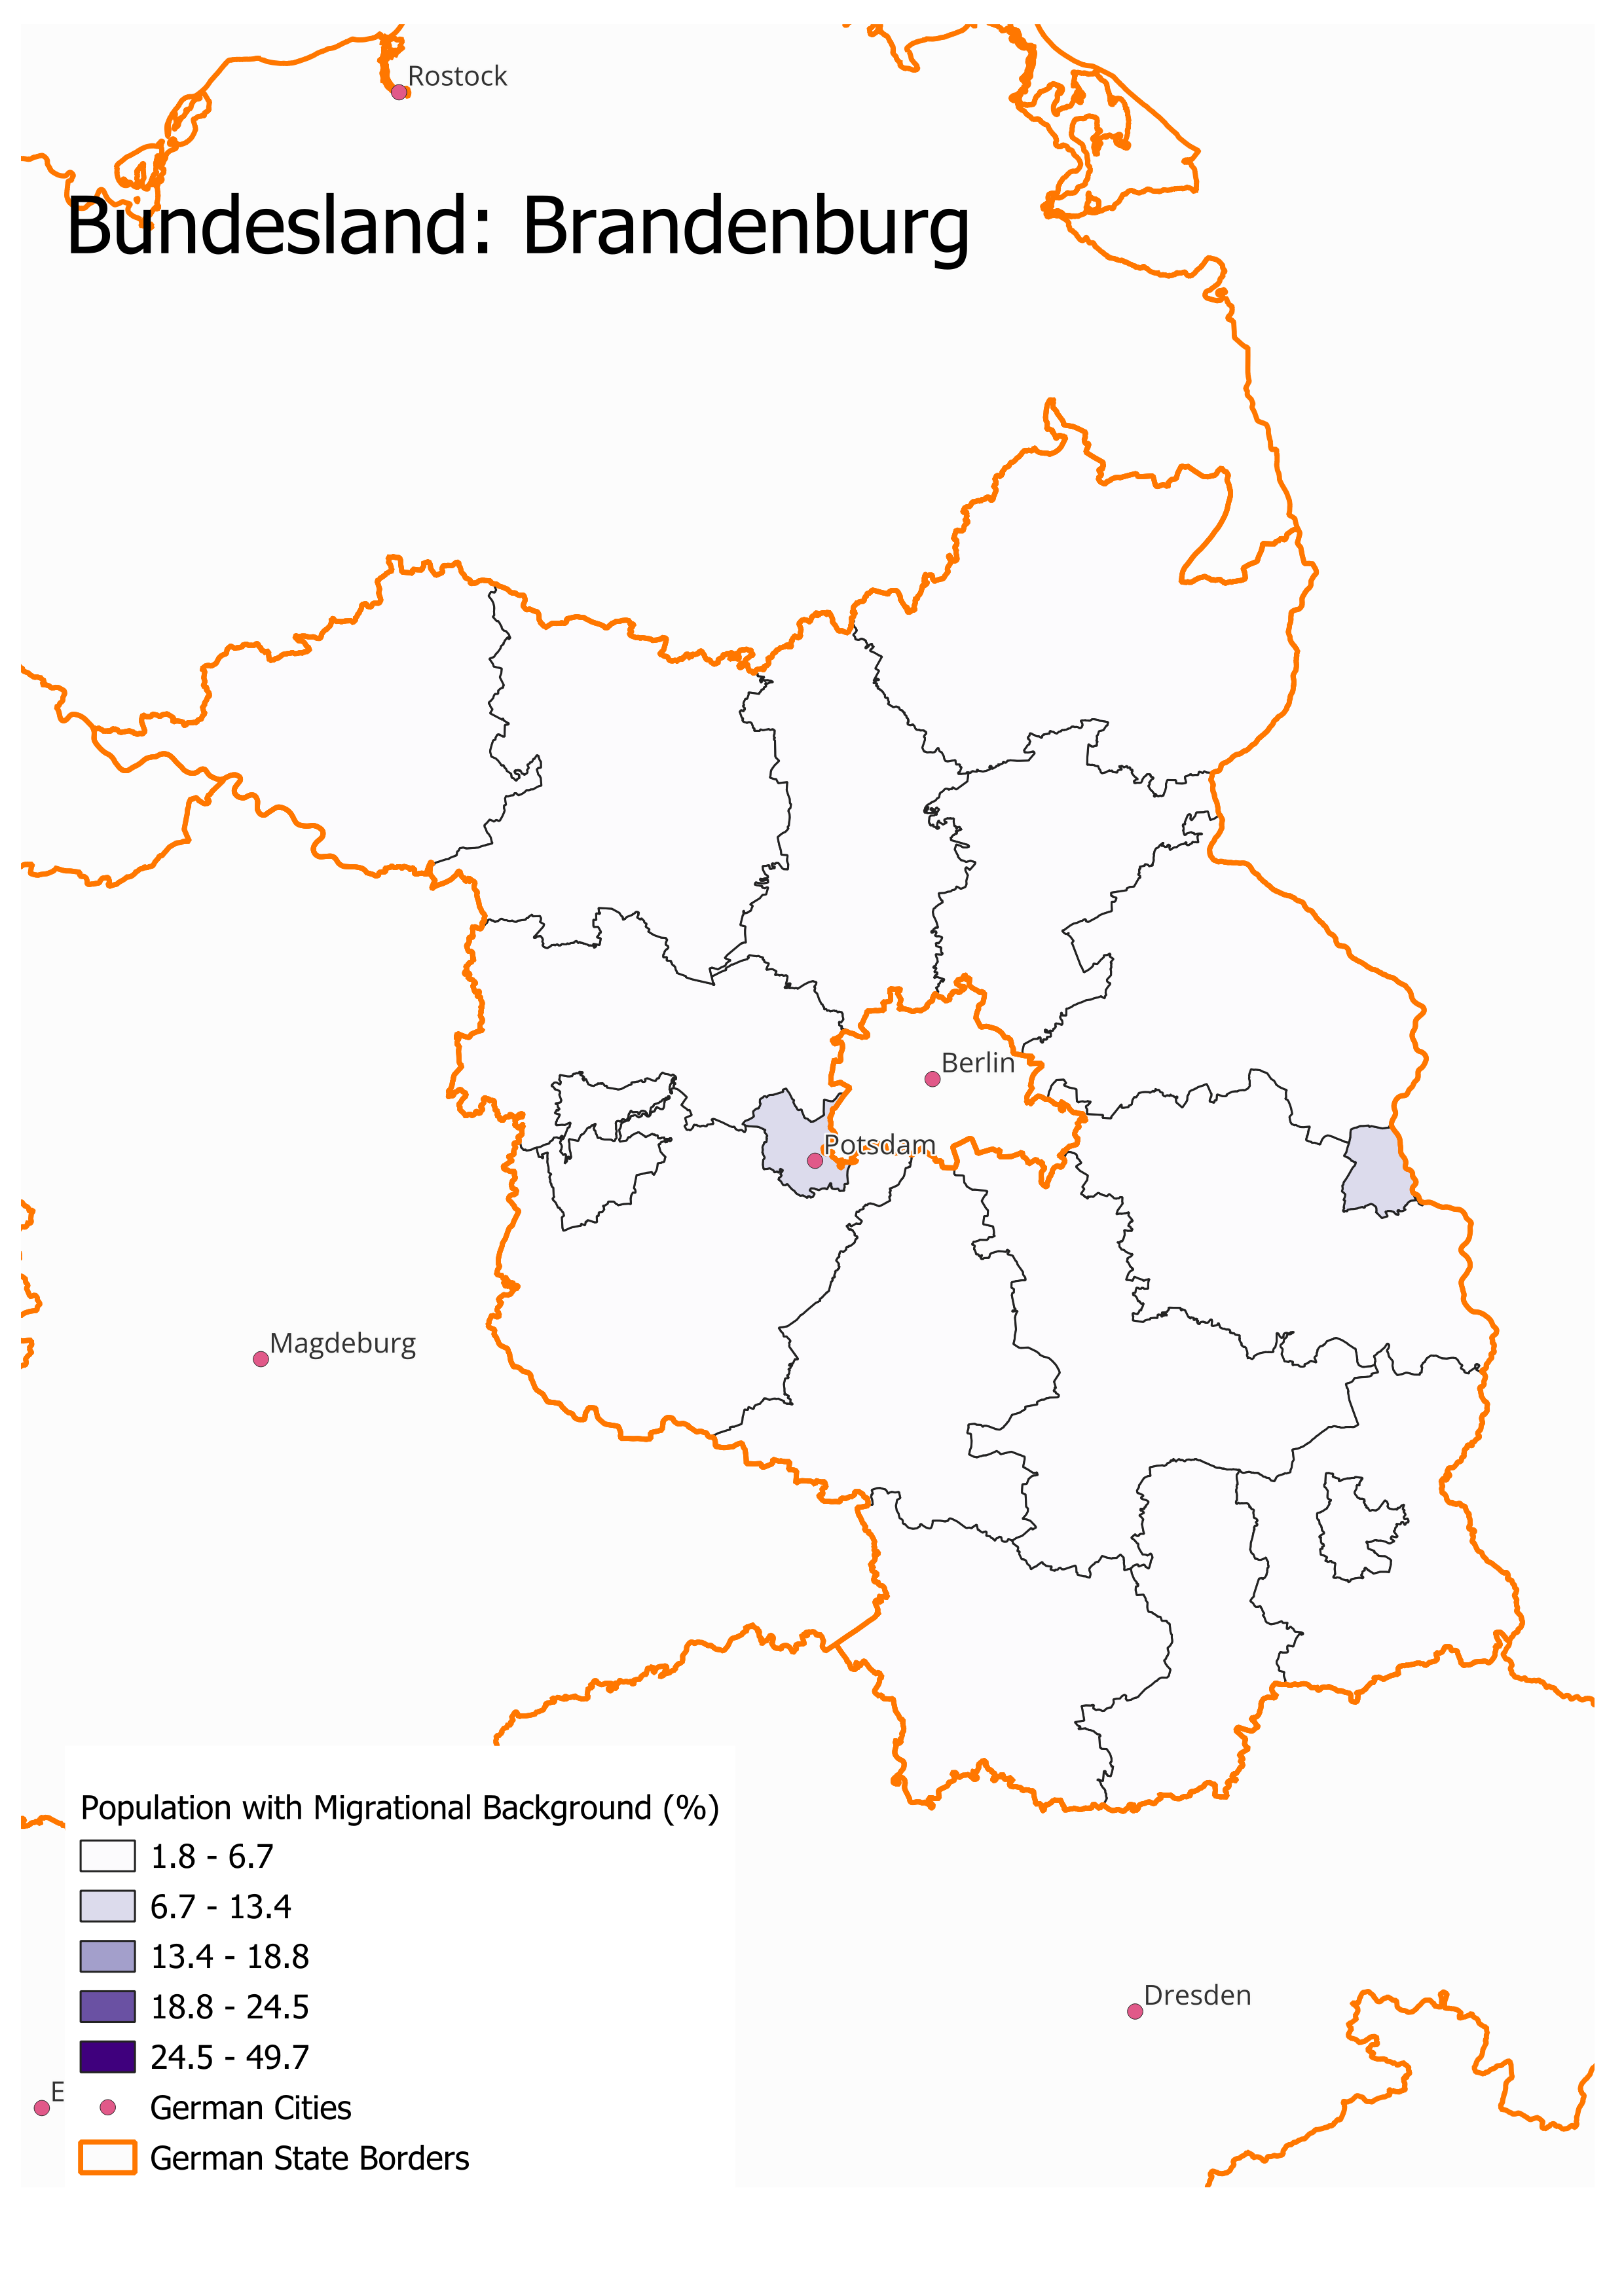 Rostock
Bundesland: Brandenburg
Berlin
Potsdam
Magdeburg
Population with Migrational Background (%)
1.8 - 6.7
6.7 - 13.4
13.4 - 18.8
18.8 - 24.5
24.5 - 49.7
German Cities
German State Borders
Dresden
E